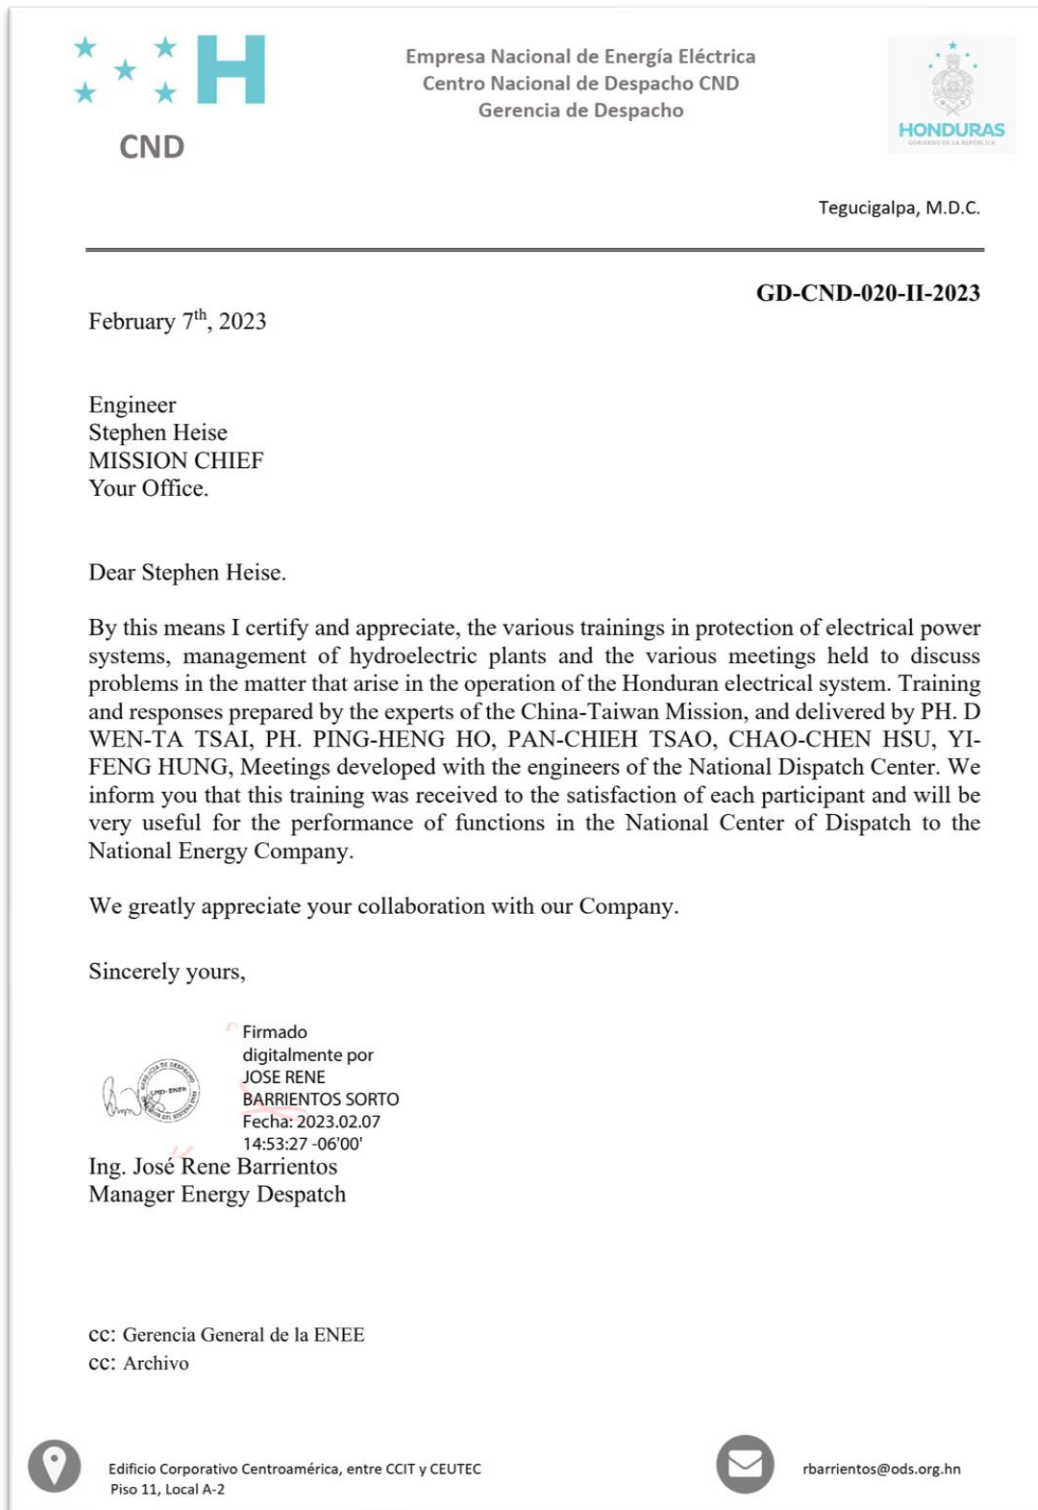 H
CND
Empresa Nacional de Energía Eléctrica
Centro Nacional de Despacho CND
Gerencia de Despacho
HONDURAS
GOBIERNO DE LA REPÚBLICA
Tegucigalpa, M.D.C.
GD-CND-020-II-2023
February 7th, 2023
Engineer
Stephen Heise
MISSION CHIEF
Your Office.
Dear Stephen Heise.
By this means I certify and appreciate, the various trainings in protection of electrical power
systems, management of hydroelectric plants and the various meetings held to discuss
problems in the matter that arise in the operation of the Honduran electrical system. Training
and responses prepared by the experts of the China-Taiwan Mission, and delivered by PH. D
WEN-TA TSAI, PH. PING-HENG HO, PAN-CHIEH TSAO, CHAO-CHEN HSU, YI-
FENG HUNG, Meetings developed with the engineers of the National Dispatch Center. We
inform you that this training was received to the satisfaction of each participant and will be
very useful for the performance of functions in the National Center of Dispatch to the
National Energy Company.
We greatly appreciate your collaboration with our Company.
Sincerely yours,
GERENCIA DE DESPACHO
CND-ENEE
Firmado
digitalmente por
JOSE RENE
BARRIENTOS SORTO
Fecha: 2023.02.07
14:53:27 -06'00'
Ing. José Rene Barrientos
Manager Energy Despatch
cc: Gerencia General de la ENEE
cc: Archivo
Edificio Corporativo Centroamérica, entre CCIT y CEUTEC
Piso 11, Local A-2
rbarrientos@ods.org.hn